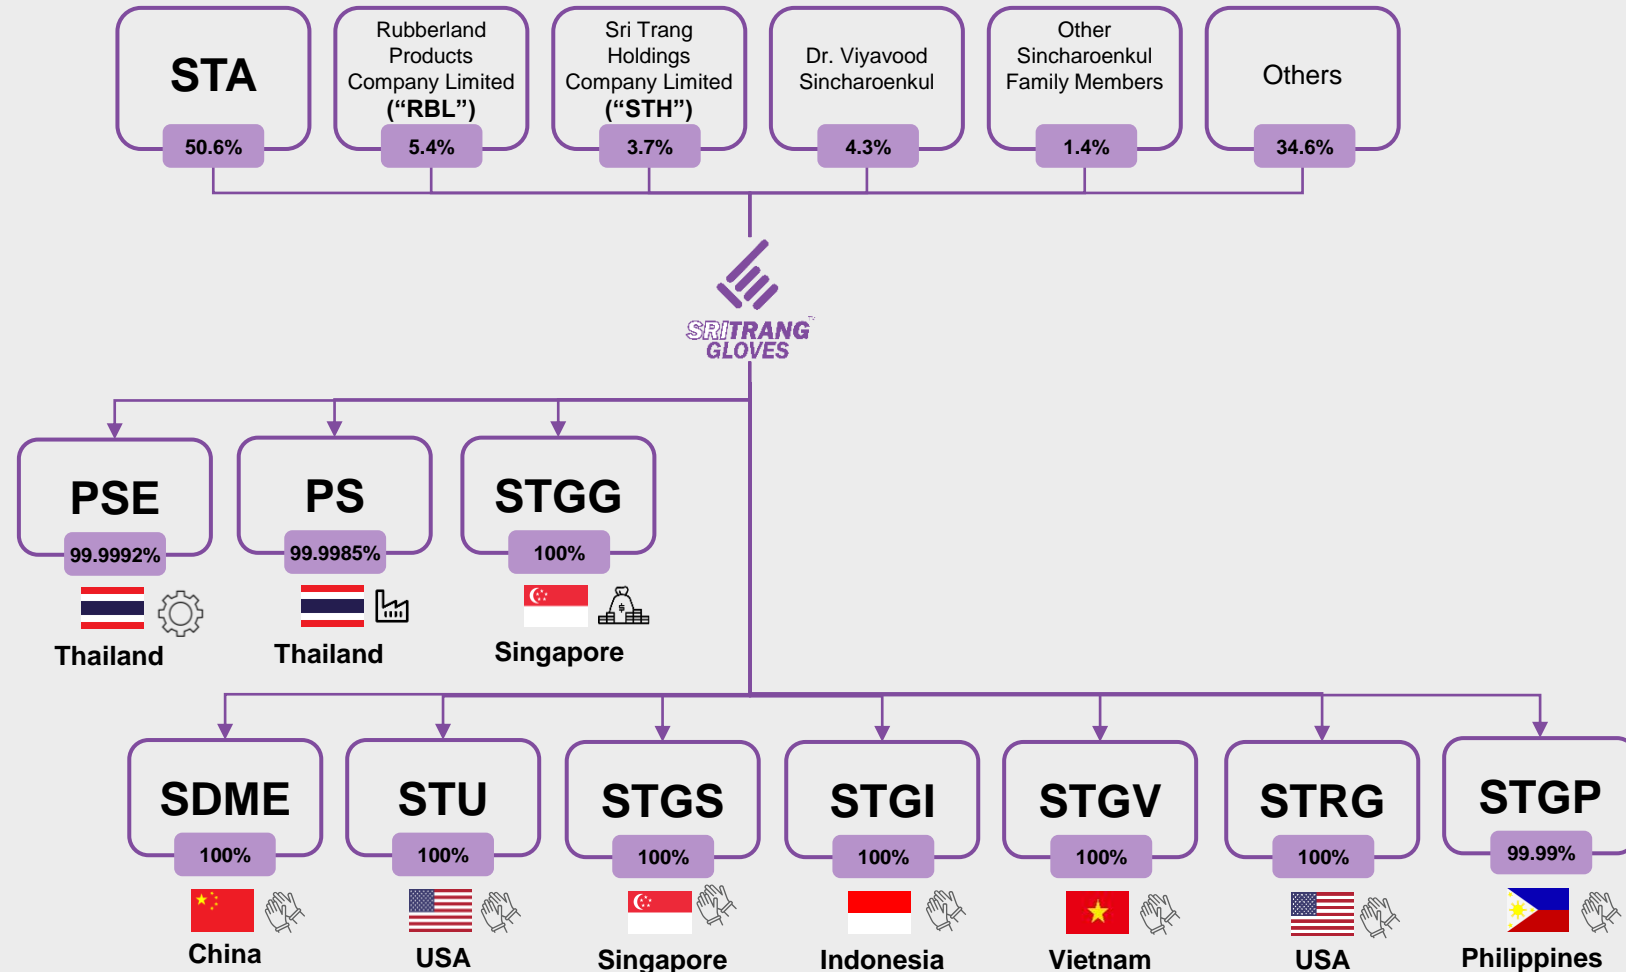 STA
50.6%
Rubberland
Products
Company Limited
(“RBL”)
5.4%
Sri Trang
Holdings
Company Limited
(“STH”)
3.7%
Dr. Viyavood
Sincharoenkul
4.3%
Other
Sincharoenkul
Family Members
1.4%
Others
34.6%
SRITRANG™
GLOVES
PSE
99.9992%
Thailand
PS
99.9985%
Thailand
STGG
100%
$
Singapore
SDME
100%
China
STU
100%
USA
STGS
100%
Singapore
STGI
100%
Indonesia
STGV
100%
Vietnam
STRG
100%
USA
STGP
99.99%
Philippines